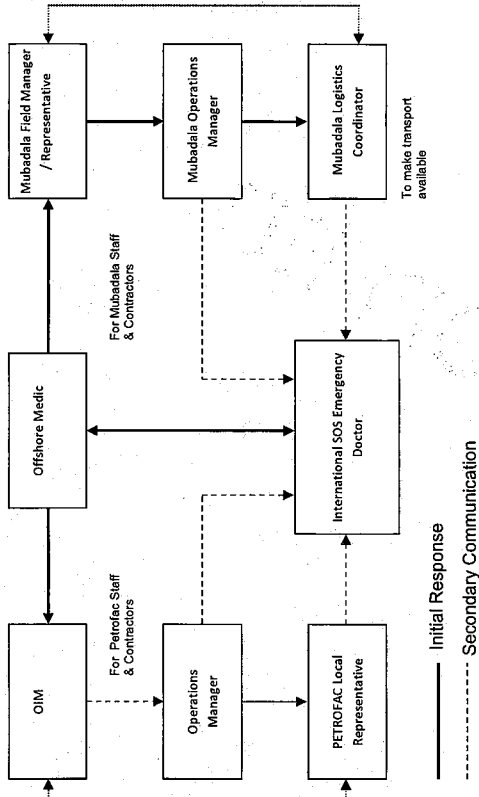 OIM
Offshore Medic
Mubadala Field Manager
/ Representative
For Petrofac Staff
& Contractors
For Mubadala Staff
& Contractors
Operations
Manager
Mubadala Operations
Manager
PETROFAC Local
Representative
International SOS Emergency
Doctor
Mubadala Logistics
Coordinator
To make transport
available
Initial Response
Secondary Communication